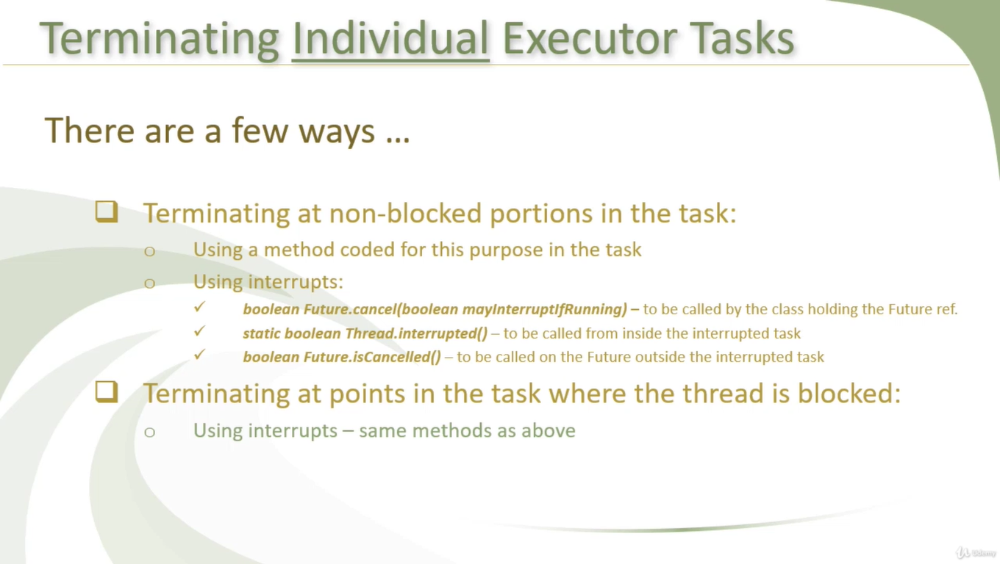 Terminating Individual Executor Tasks
There are a few ways ...
❑ Terminating at non-blocked portions in the task:
o Using a method coded for this purpose in the task
o Using interrupts:
✓ boolean Future.cancel(boolean mayInterruptIfRunning) – to be called by the class holding the Future ref.
✓ static boolean Thread.interrupted() – to be called from inside the interrupted task
✓ boolean Future.isCancelled() – to be called on the Future outside the interrupted task
❑ Terminating at points in the task where the thread is blocked:
o Using interrupts – same methods as above
Udemy